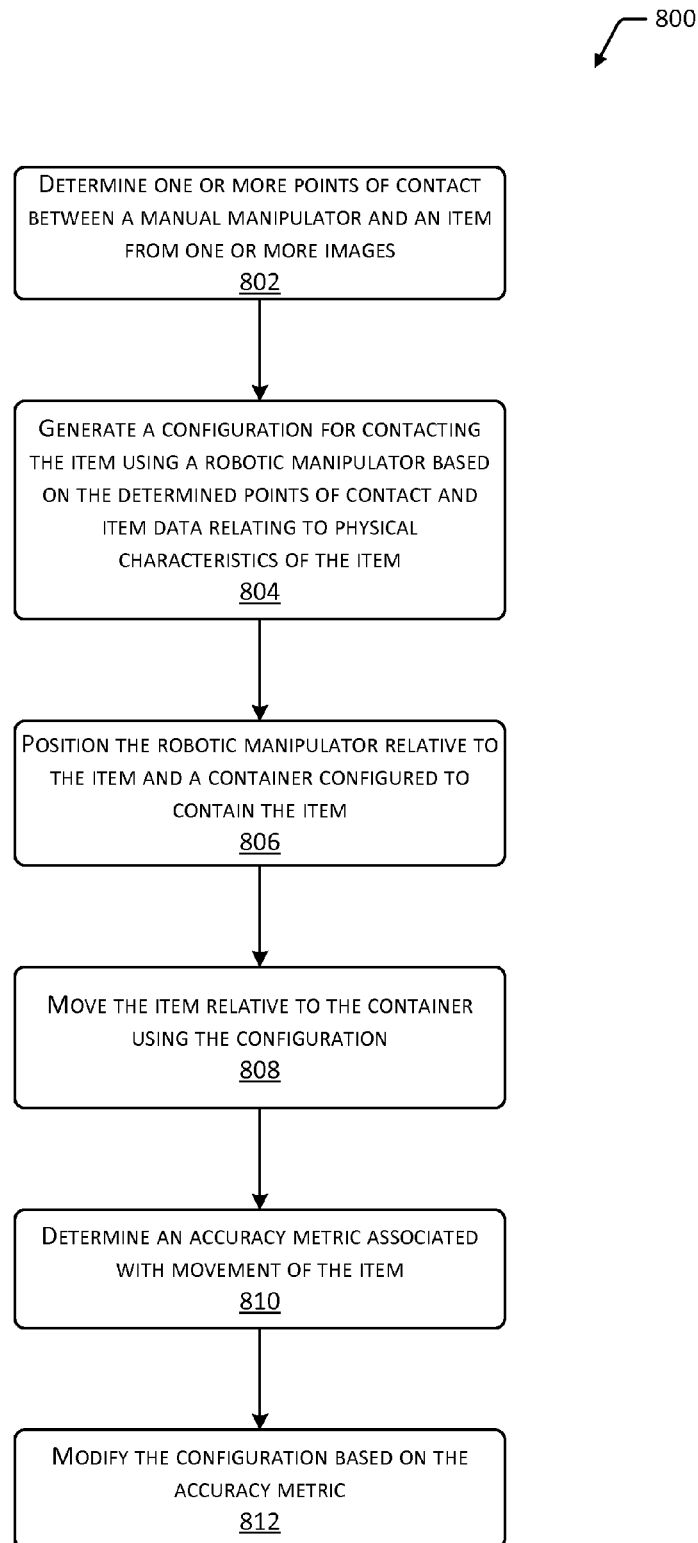 800
DETERMINE ONE OR MORE POINTS OF CONTACT
BETWEEN A MANUAL MANIPULATOR AND AN ITEM
FROM ONE OR MORE IMAGES
802
GENERATE A CONFIGURATION FOR CONTACTING
THE ITEM USING A ROBOTIC MANIPULATOR BASED
ON THE DETERMINED POINTS OF CONTACT AND
ITEM DATA RELATING TO PHYSICAL
CHARACTERISTICS OF THE ITEM
804
POSITION THE ROBOTIC MANIPULATOR RELATIVE TO
THE ITEM AND A CONTAINER CONFIGURED TO
CONTAIN THE ITEM
806
MOVE THE ITEM RELATIVE TO THE CONTAINER
USING THE CONFIGURATION
808
DETERMINE AN ACCURACY METRIC ASSOCIATED
WITH MOVEMENT OF THE ITEM
810
MODIFY THE CONFIGURATION BASED ON THE
ACCURACY METRIC
812